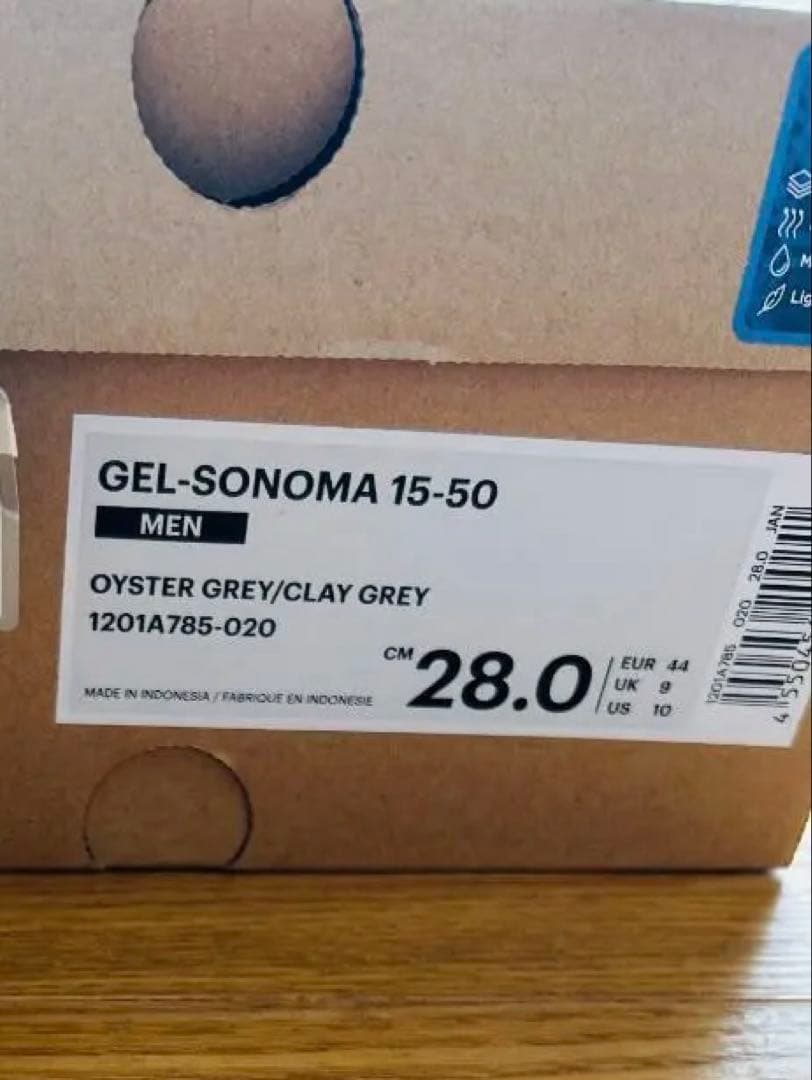 GEL-SONOMA 15-50
MEN
OYSTER GREY/CLAY GREY
1201A785-020
CM 28.0
EUR 44
UK 9
US 10
MADE IN INDONESIA / FABRIQUE EN INDONESIE
1201A785 020 28.0 JAN